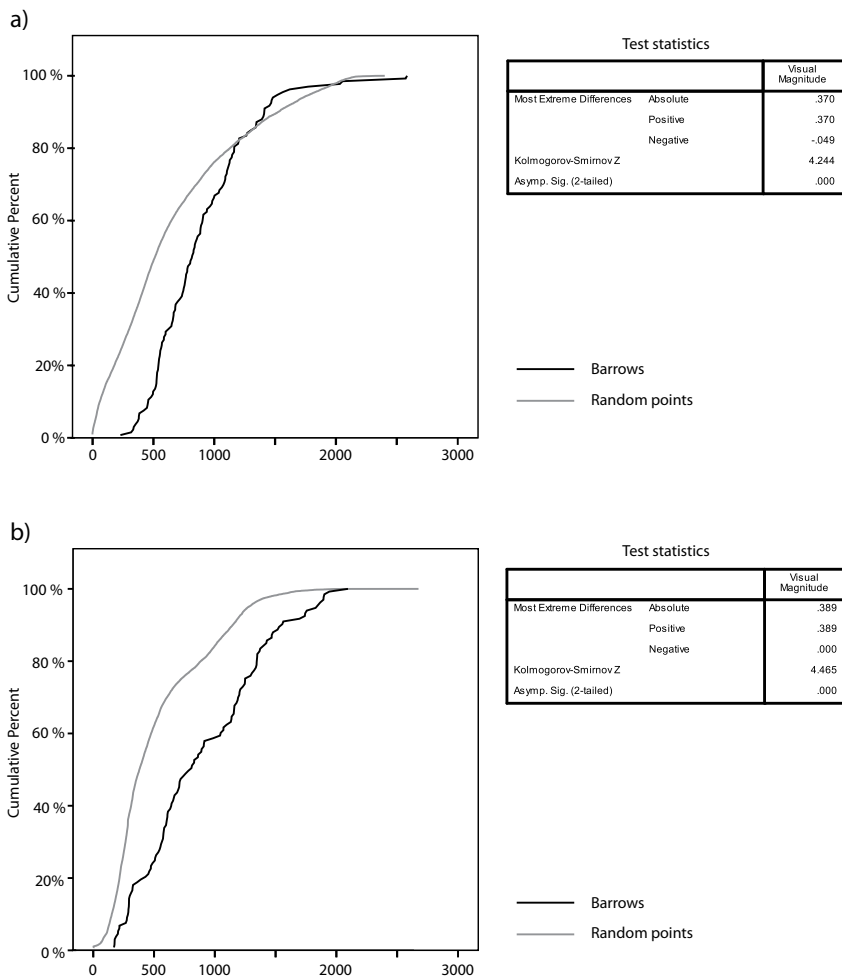 a)
Test statistics
Visual Magnitude
Most Extreme Differences Absolute .370
Positive .370
Negative -.049
Kolmogorov-Smirnov Z 4.244
Asymp. Sig. (2-tailed) .000
Cumulative Percent
100 %
80 %
60 %
40 %
20%
0 %
0 500 1000 2000 3000
Barrows
Random points
b)
Test statistics
Visual Magnitude
Most Extreme Differences Absolute .389
Positive .389
Negative .000
Kolmogorov-Smirnov Z 4.465
Asymp. Sig. (2-tailed) .000
Cumulative Percent
100 %
80 %
60 %
40 %
20%
0 %
0 500 1000 2000 3000
Barrows
Random points